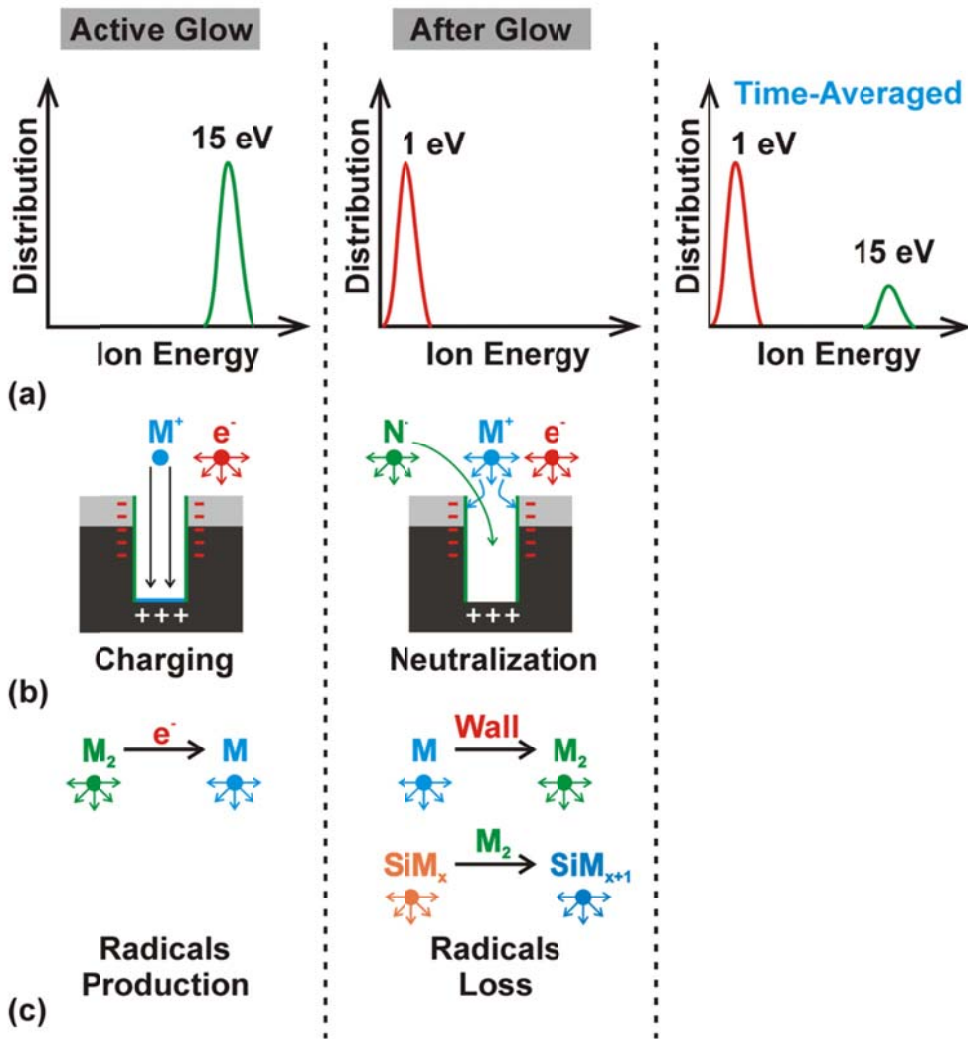 Active Glow
After Glow
Time-Averaged
Distribution
15 eV
Ion Energy
Distribution
1 eV
Ion Energy
Distribution
1 eV
15 eV
Ion Energy
(a)
M⁺ e⁻
- -
- -
- -
- -
- -
+ + +
Charging
N⁻ M⁺ e⁻
- -
- -
- -
- -
- -
+ + +
Neutralization
(b)
M₂ e⁻ M
M Wall M₂
SiMₓ M₂ SiMₓ₊₁
Radicals
Production
Radicals
Loss
(c)